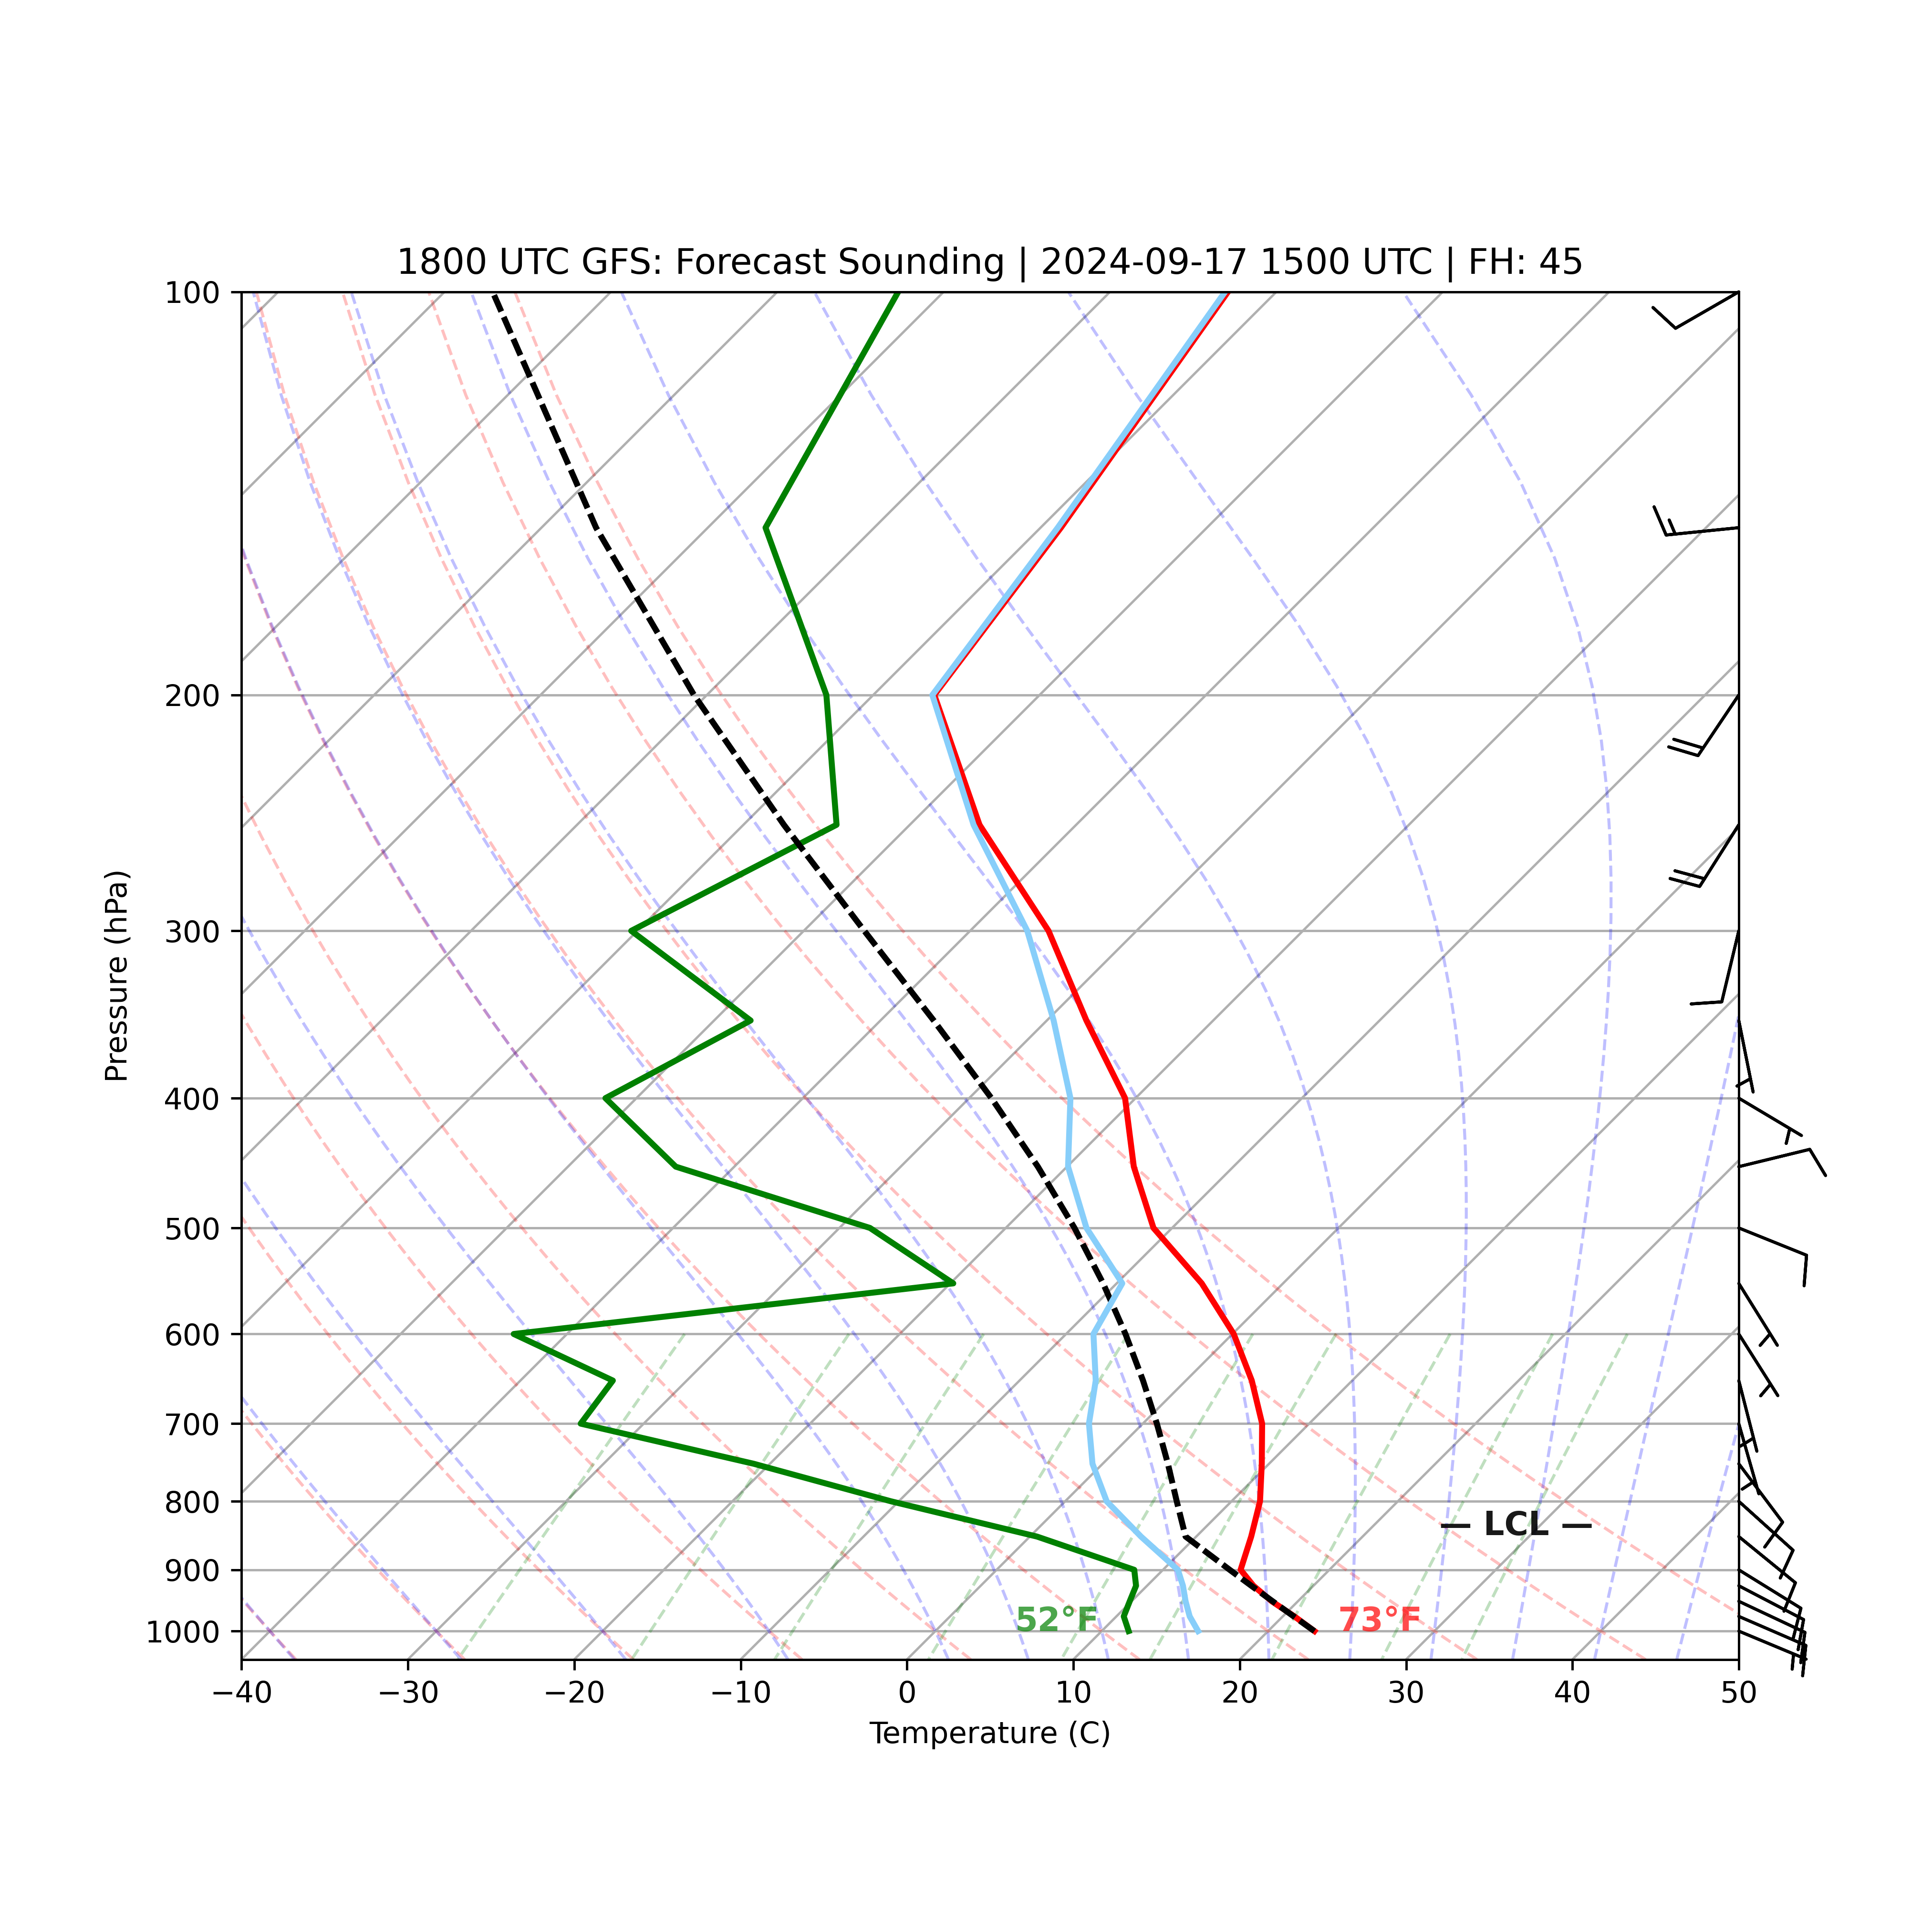 1800 UTC GFS: Forecast Sounding | 2024-09-17 1500 UTC | FH: 45
100
200
300
400
500
600
700
800
900
1000
Pressure (hPa)
— LCL —
52°F
73°F
−40 −30 −20 −10 0 10 20 30 40 50
Temperature (C)